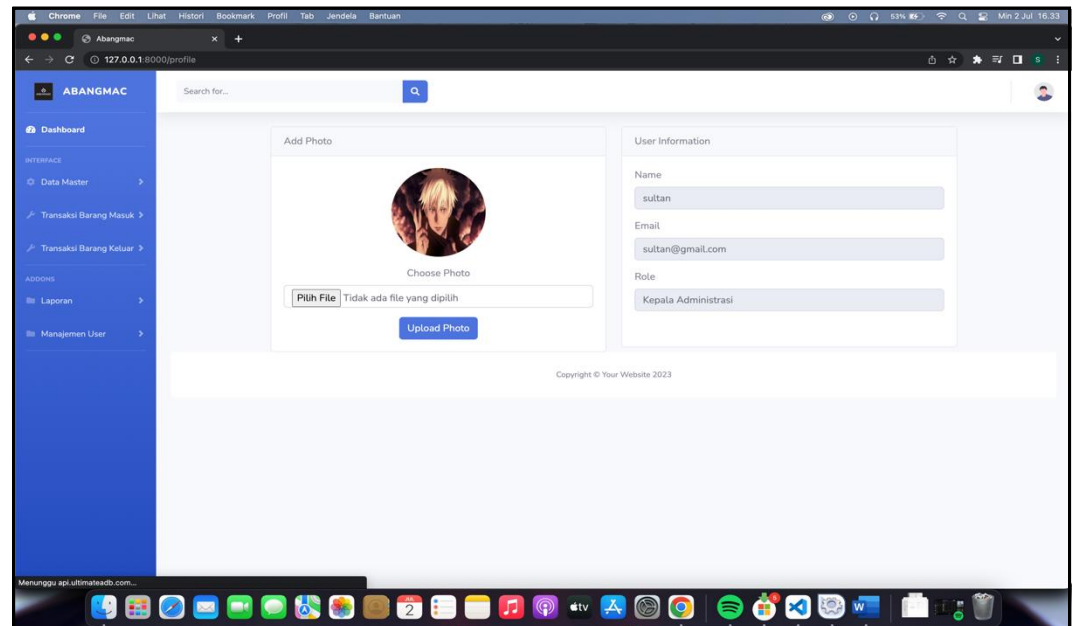 Chrome File Edit Lihat Histori Bookmark Profil Tab Jendela Bantuan 53% Min 2 Jul 16.33
Abangmac
127.0.0.1:8000/profile
S
ABANGMAC
Search for...
Dashboard
INTERFACE
Data Master
Transaksi Barang Masuk
Transaksi Barang Keluar
ADDONS
Laporan
Manajemen User
Add Photo
Choose Photo
Pilih File Tidak ada file yang dipilih
Upload Photo
User Information
Name
sultan
Email
sultan@gmail.com
Role
Kepala Administrasi
Copyright © Your Website 2023
Menunggu api.ultimateadb.com...
JUL
2
tv
W